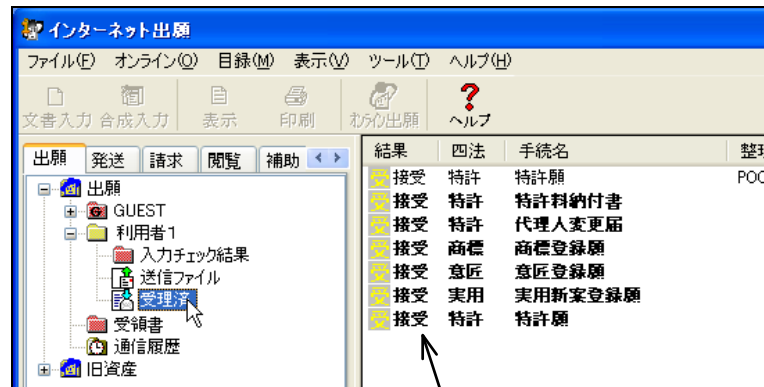 インターネット出願
ファイル(F) オンライン(O) 目録(M) 表示(V) ツール(T) ヘルプ(H)
文書入力 合成入力 表示 印刷 オンライン出願 ヘルプ
出願 発送 請求 閲覧 補助
出願
GUEST
利用者1
入力チェック結果
送信ファイル
受理済
受領書
通信履歴
旧資産
結果 四法 手続名 整理
受 接受 特許 特許願 POC
受 接受 特許 特許料納付書
受 接受 特許 代理人変更届
受 接受 商標 商標登録願
受 接受 意匠 意匠登録願
受 接受 実用 実用新案登録願
受 接受 特許 特許願